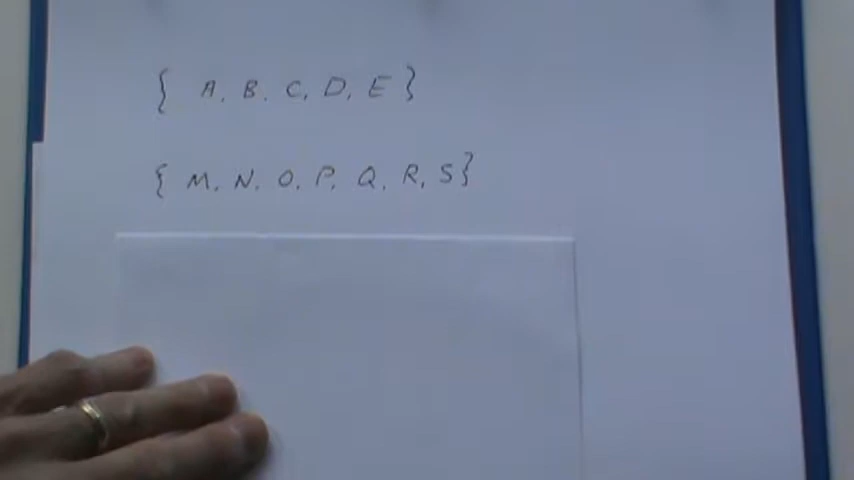 { A, B, C, D, E }
{ M, N, O, P, Q, R, S }